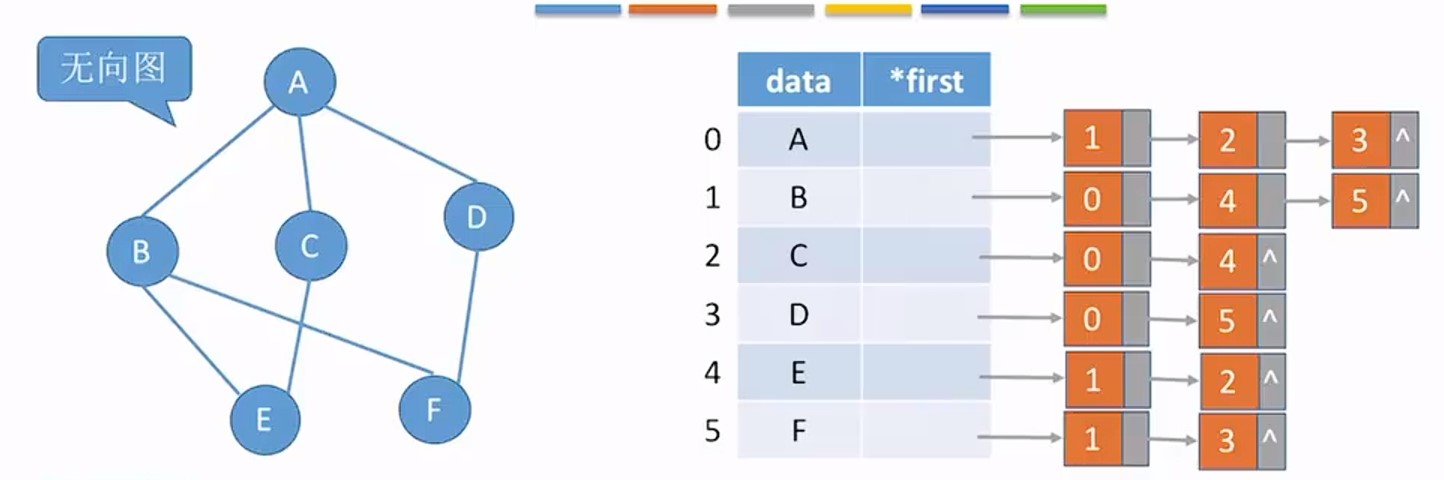 无向图
A
B
C
D
E
F
data *first
0 A 1 2 3 ^
1 B 0 4 5 ^
2 C 0 4 ^
3 D 0 5 ^
4 E 1 2 ^
5 F 1 3 ^